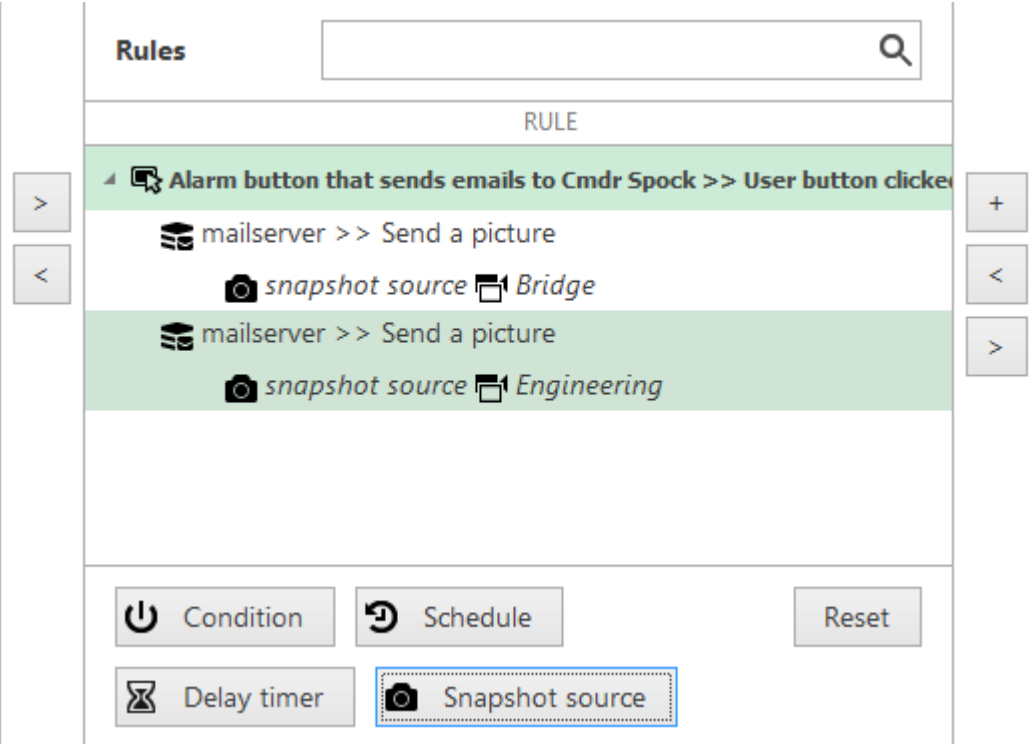 Rules
RULE
Alarm button that sends emails to Cmdr Spock >> User button clicked
>
+
mailserver >> Send a picture
<
<
snapshot source Bridge
mailserver >> Send a picture
>
snapshot source Engineering
Condition
Schedule
Reset
Delay timer
Snapshot source